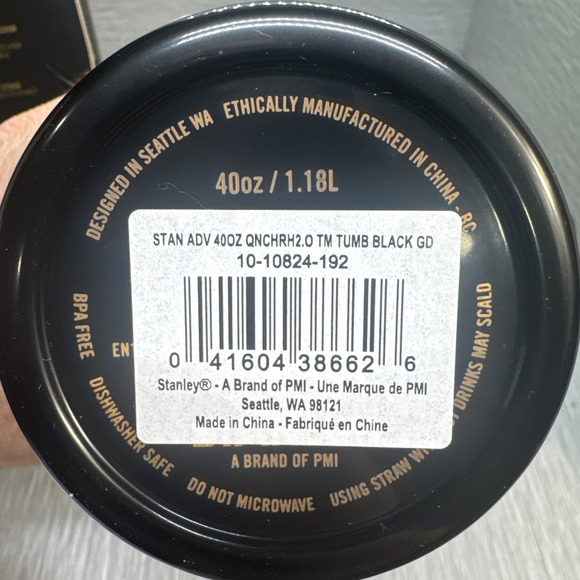 DESIGNED IN SEATTLE WA ETHICALLY MANUFACTURED IN CHINA - BC
40oz / 1.18L
STAN ADV 40OZ QNCHRH2.O TM TUMB BLACK GD
10-10824-192
0 41604 38662 6
Stanley® - A Brand of PMI - Une Marque de PMI
Seattle, WA 98121
Made in China - Fabriqué en Chine
A BRAND OF PMI
BPA FREE DISHWASHER SAFE DO NOT MICROWAVE USING STRAW DRINKS MAY SCALD